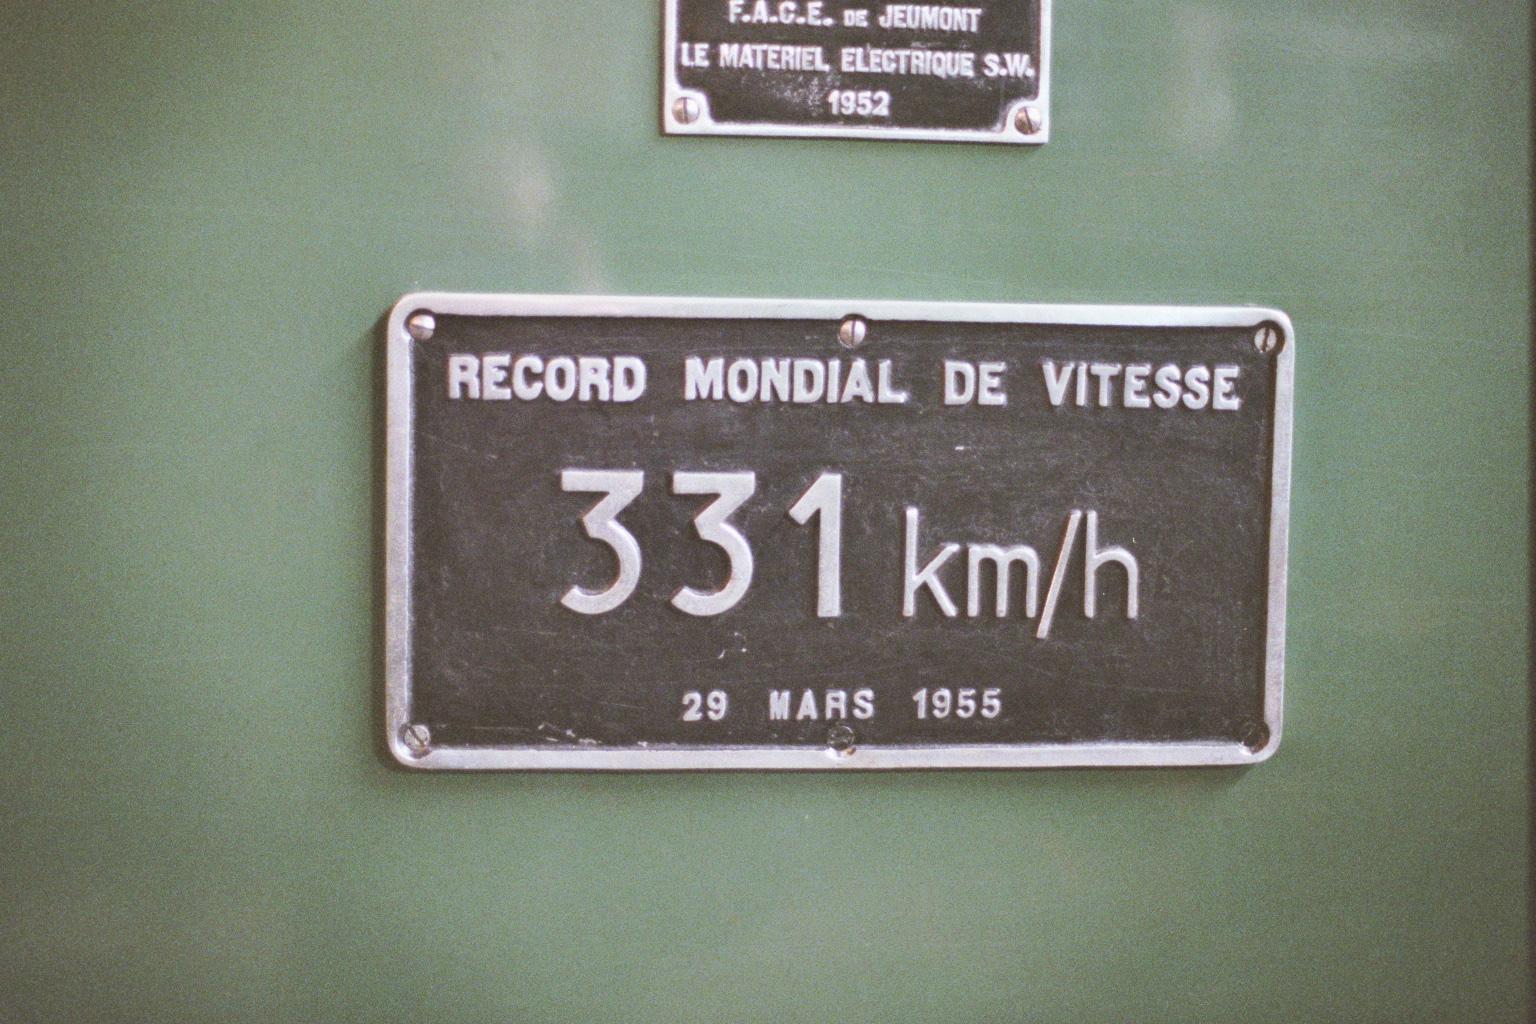 F.A.C.E. DE JEUMONT
LE MATERIEL ELECTRIQUE S.W.
1952
RECORD MONDIAL DE VITESSE
331 km/h
29 MARS 1955